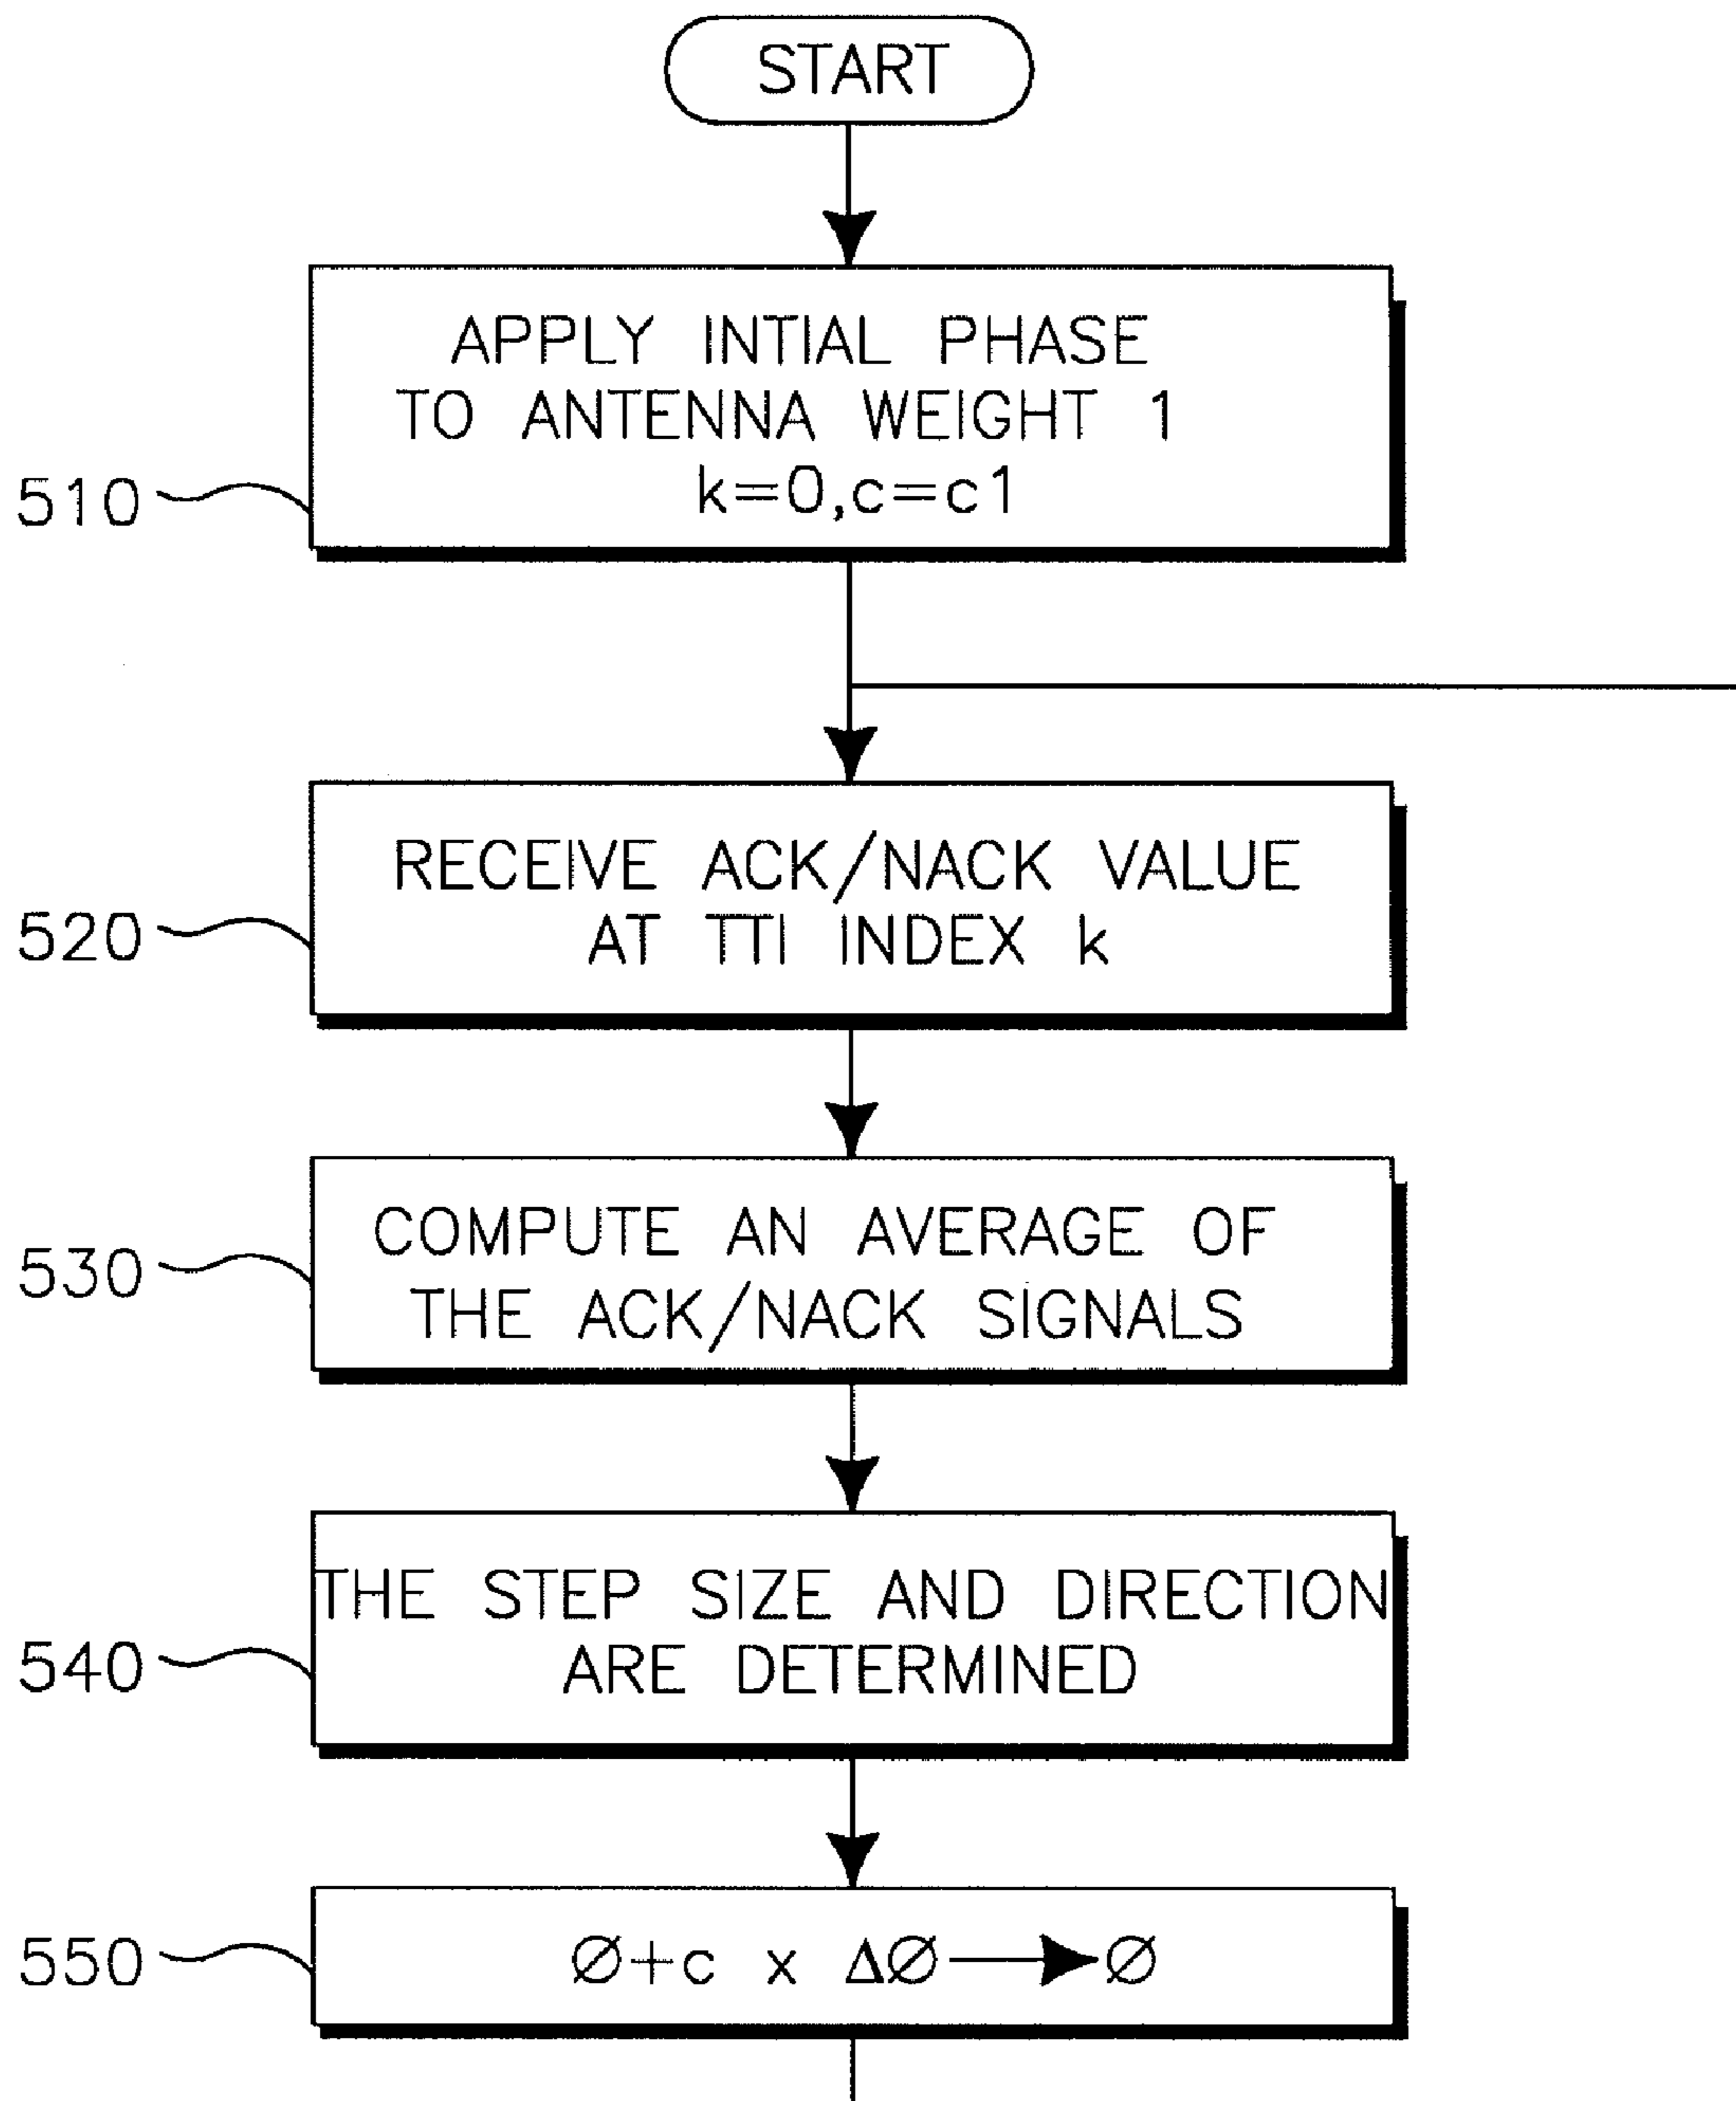 START
APPLY INTIAL PHASE
TO ANTENNA WEIGHT 1
k=0,c=c1
510
RECEIVE ACK/NACK VALUE
AT TTI INDEX k
520
COMPUTE AN AVERAGE OF
THE ACK/NACK SIGNALS
530
THE STEP SIZE AND DIRECTION
ARE DETERMINED
540
Ø+c x ΔØ→Ø
550